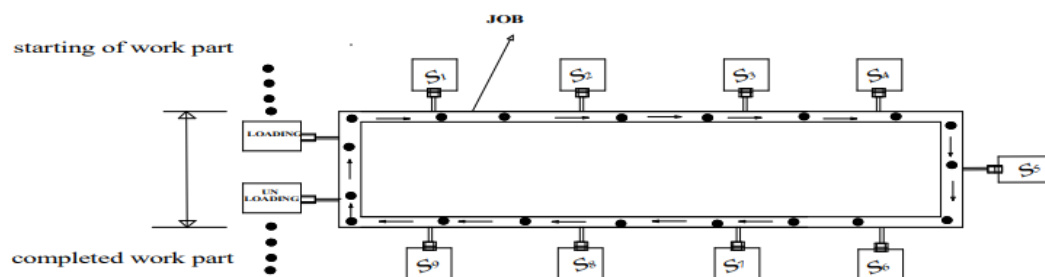 JOB
starting of work part
S1
S2
S3
S4
LOADING
S5
UN
LOADING
completed work part
S9
S8
S7
S6